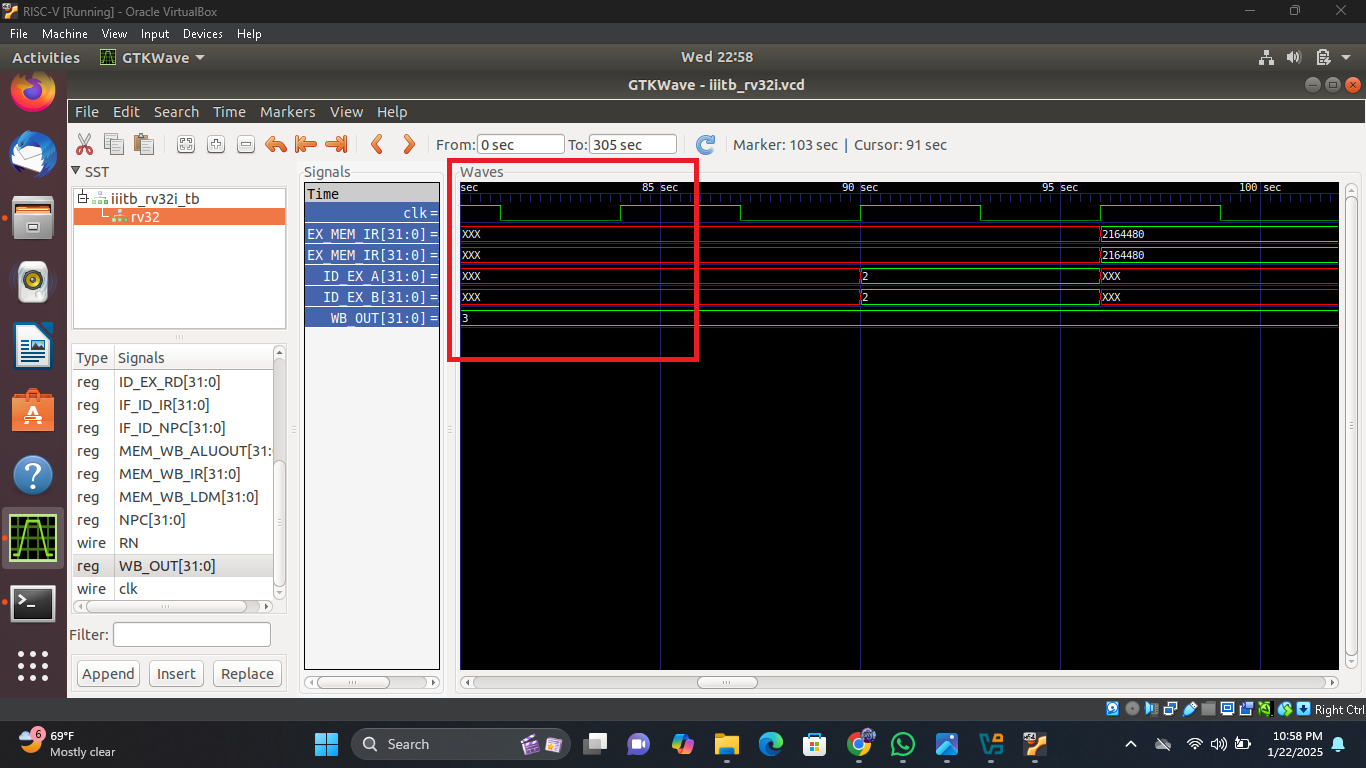 RISC-V [Running] - Oracle VirtualBox
File Machine View Input Devices Help
Activities GTKWave Wed 22:58
GTKWave - iiitb_rv32i.vcd
File Edit Search Time Markers View Help
From: 0 sec To: 305 sec Marker: 103 sec | Cursor: 91 sec
SST
iiitb_rv32i_tb
rv32
Type Signals
reg ID_EX_RD[31:0]
reg IF_ID_IR[31:0]
reg IF_ID_NPC[31:0]
reg MEM_WB_ALUOUT[31:
reg MEM_WB_IR[31:0]
reg MEM_WB_LDM[31:0]
reg NPC[31:0]
wire RN
reg WB_OUT[31:0]
wire clk
Filter:
Append Insert Replace
Signals
Time
clk =
EX_MEM_IR[31:0] =
EX_MEM_IR[31:0] =
ID_EX_A[31:0] =
ID_EX_B[31:0] =
WB_OUT[31:0] =
Waves
sec 85 sec 90 sec 95 sec 100 sec
XXX 2164480
XXX 2164480
XXX 2 XXX
XXX 2 XXX
3
Right Ctrl
6
69°F
Mostly clear
Search
10:58 PM
1/22/2025